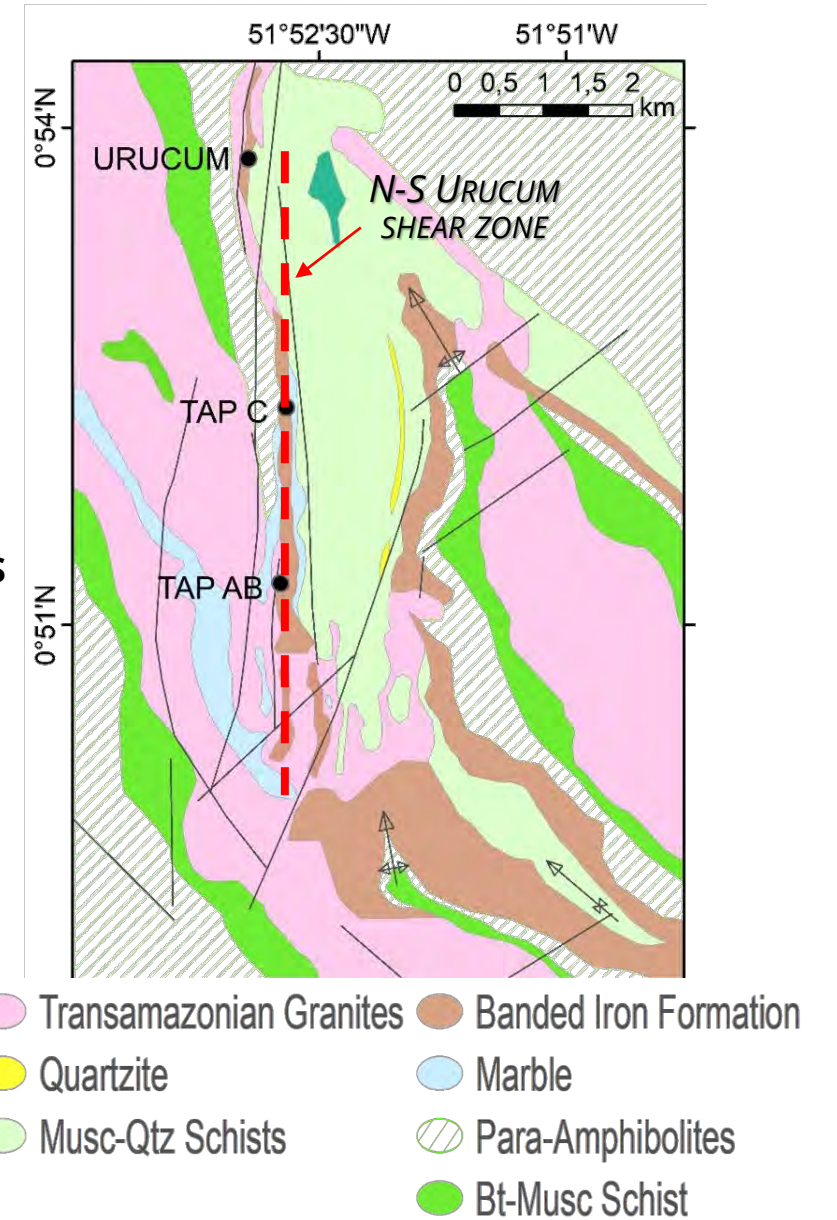 51°52'30"W 51°51'W
0 0,5 1 1,5 2
km
0°54'N
URUCUM
N-S URUCUM
SHEAR ZONE
TAP C
s
TAP AB
0°51'N
Transamazonian Granites Banded Iron Formation
Quartzite Marble
Musc-Qtz Schists Para-Amphibolites
Bt-Musc Schist